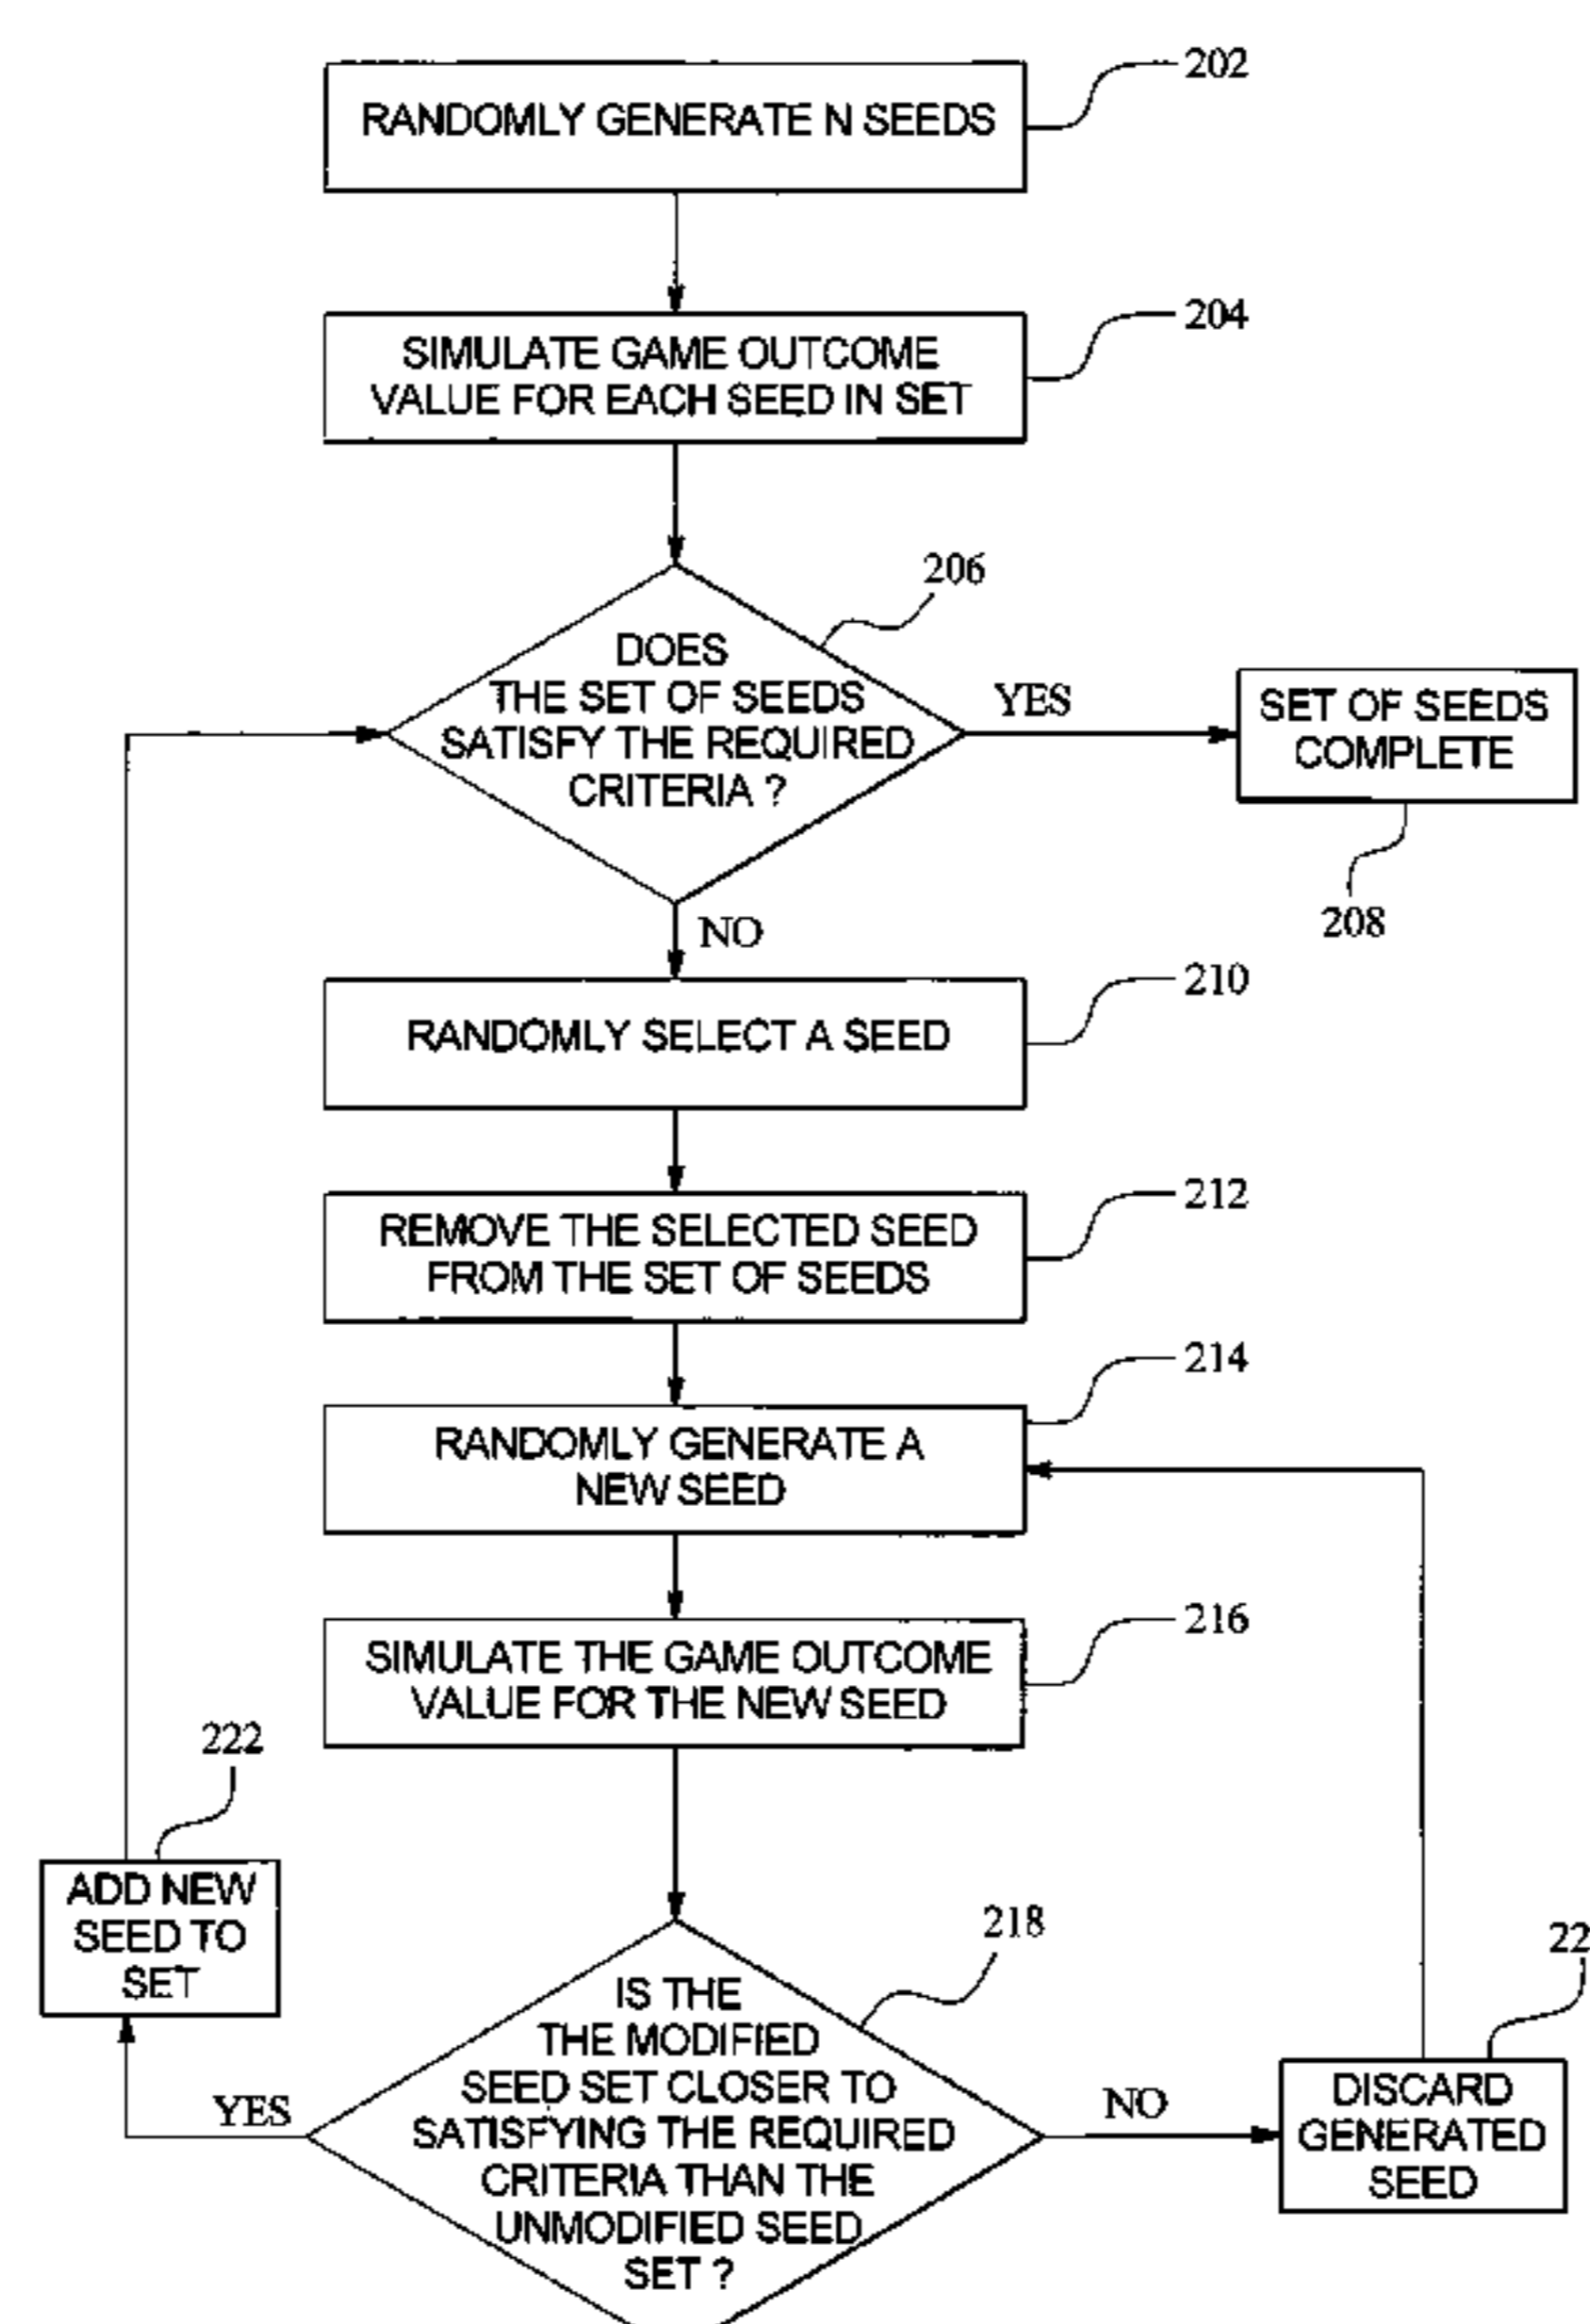 202
RANDOMLY GENERATE N SEEDS
204
SIMULATE GAME OUTCOME
VALUE FOR EACH SEED IN SET
206
DOES
THE SET OF SEEDS
SATISFY THE REQUIRED
CRITERIA ?
YES
SET OF SEEDS
COMPLETE
208
NO
210
RANDOMLY SELECT A SEED
212
REMOVE THE SELECTED SEED
FROM THE SET OF SEEDS
214
RANDOMLY GENERATE A
NEW SEED
216
SIMULATE THE GAME OUTCOME
VALUE FOR THE NEW SEED
222
ADD NEW
SEED TO
SET
218
IS THE
THE MODIFIED
SEED SET CLOSER TO
SATISFYING THE REQUIRED
CRITERIA THAN THE
UNMODIFIED SEED
SET ?
YES
NO
22
DISCARD
GENERATED
SEED